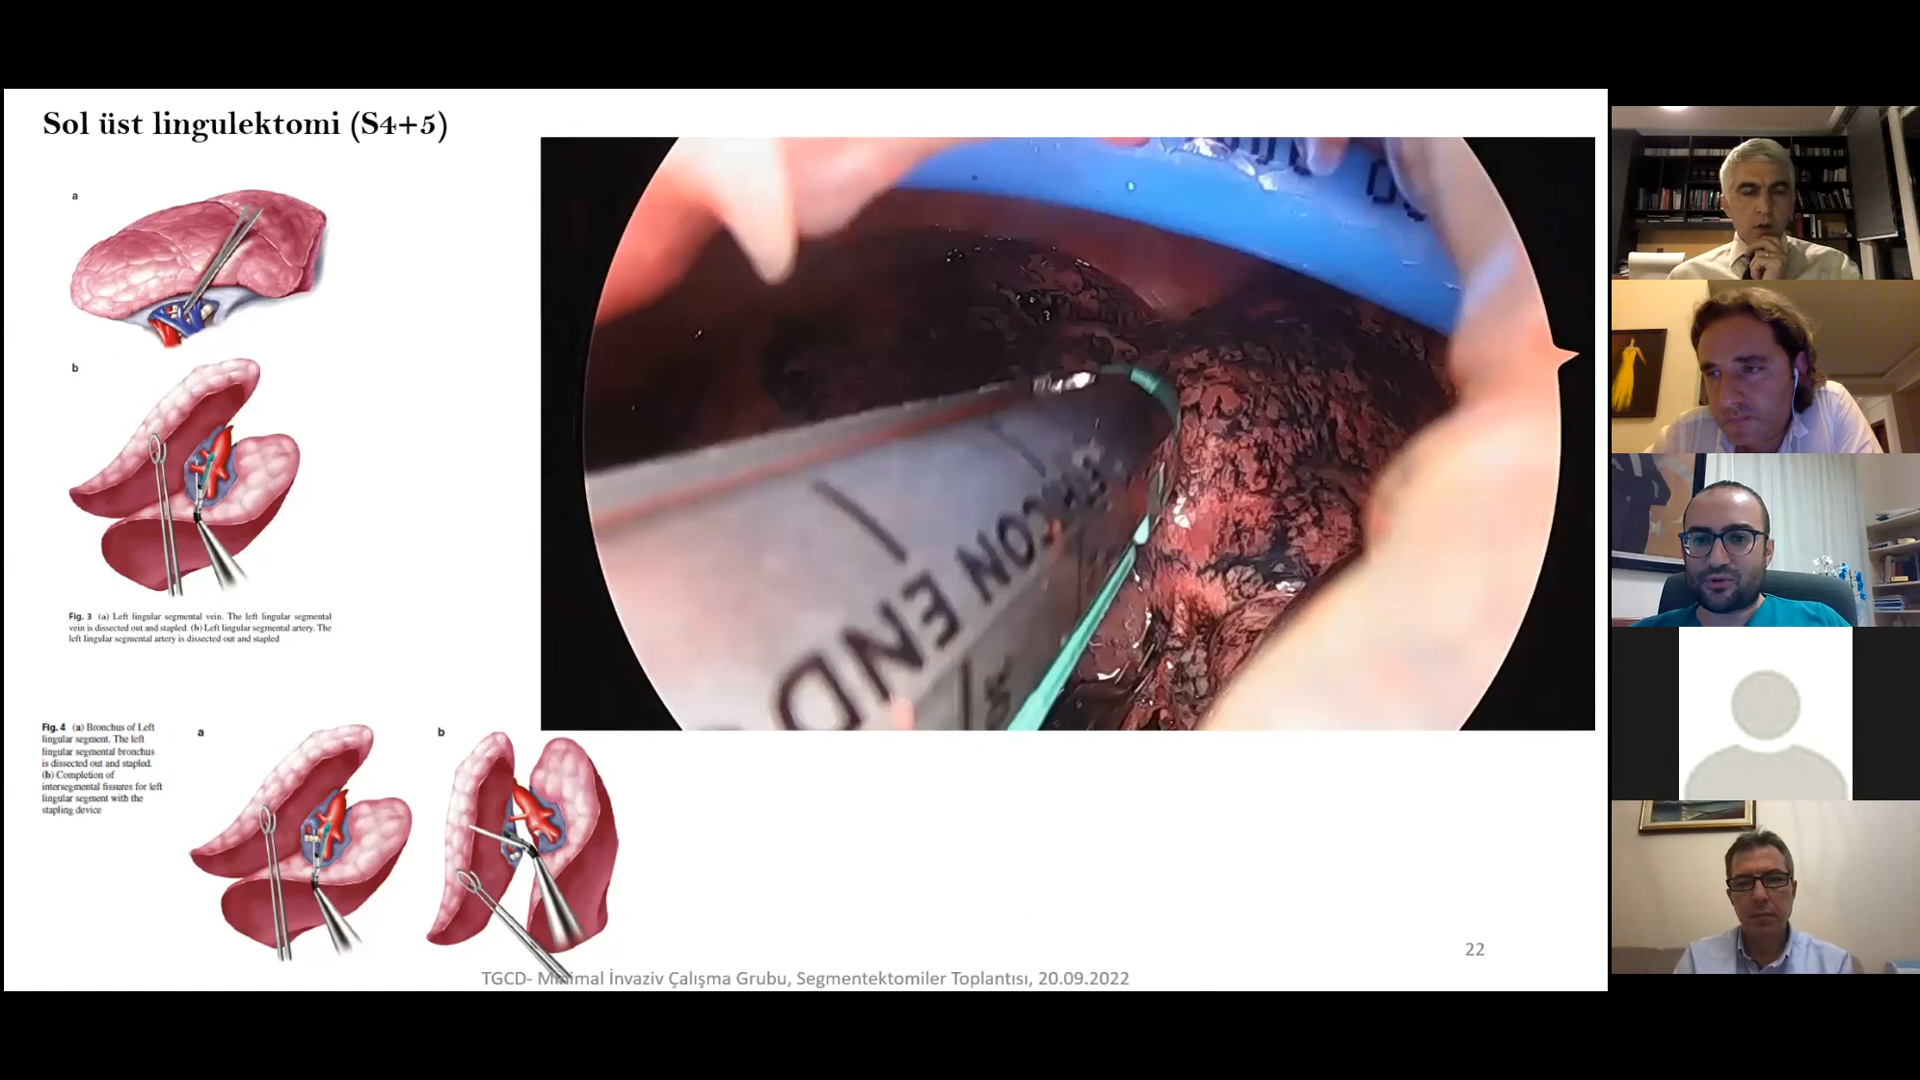 Sol üst lingulektomi (S4+5)
a
b
Fig. 3 (a) Left lingular segmental vein. The left lingular segmental
vein is dissected out and stapled. (b) Left lingular segmental artery. The
left lingular segmental artery is dissected out and stapled
ETHICON END
Fig. 4 (a) Bronchus of Left
lingular segment. The left
lingular segmental bronchus
is dissected out and stapled.
(b) Completion of
intersegmental fissures for left
lingular segment with the
stapling device
a
b
22
TGCD- Minimal İnvaziv Çalışma Grubu, Segmentektomiler Toplantısı, 20.09.2022